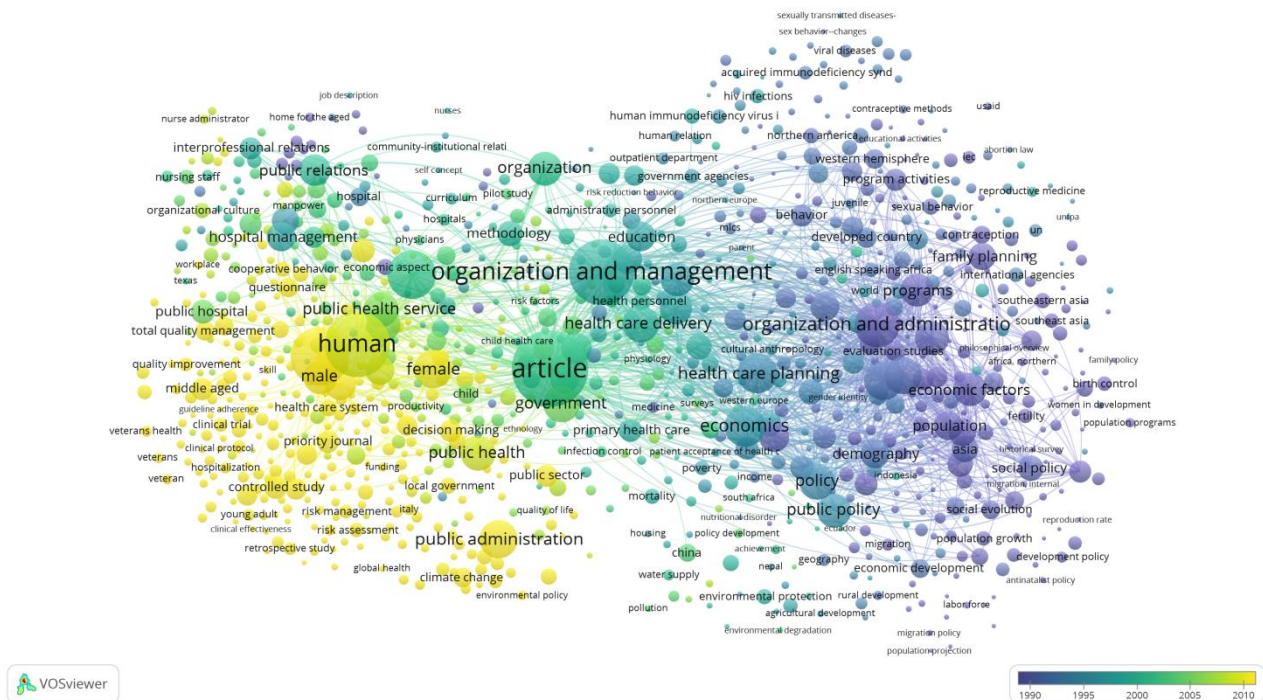 sexually transmitted diseases-
sex behavior--changes
viral diseases
acquired immunodeficiency synd
job description
hiv infections
nurses
contraceptive methods
usaid
nurse administrator
home for the aged
human immunodeficiency virus i
human relation
northern america
educational activities
abortion law
interprofessional relations
community-institutional relati
outpatient department
western hemisphere
iec
public relations
self concept
organization
government agencies
program activities
nursing staff
hospital
curriculum
pilot study
risk reduction behavior
northern europe
juvenile
sexual behavior
reproductive medicine
organizational culture
manpower
hospitals
administrative personnel
behavior
unfpa
hospital management
physicians
methodology
education
mlcs
developed country
contraception
un
parent
family planning
workplace
cooperative behavior
economic aspect
organization and management
english speaking africa
international agencies
texas
questionnaire
risk factors
health personnel
world
programs
southeastern asia
public hospital
public health service
health care delivery
organization and administratio
southeast asia
total quality management
human
child health care
physiology
cultural anthropology
evaluation studies
philosophical overview
africa, northern
family policy
quality improvement
skill
male
female
article
health care planning
birth control
middle aged
child
gender identity
economic factors
women in development
guideline adherence
health care system
productivity
government
medicine
surveys
western europe
fertility
population programs
veterans health
clinical trial
decision making
ethnology
primary health care
economics
population
historical survey
clinical protocol
priority journal
public health
infection control
patient acceptance of health c
demography
asia
veterans
hospitalization
funding
poverty
income
indonesia
social policy
veteran
controlled study
local government
public sector
mortality
south africa
policy
migration, internal
young adult
risk management
italy
quality of life
nutritional disorder
public policy
social evolution
reproduction rate
clinical effectiveness
risk assessment
public administration
housing
policy development
ecuador
retrospective study
china
achievement
migration
population growth
development policy
global health
climate change
water supply
nepal
geography
economic development
antinatalist policy
environmental policy
environmental protection
rural development
pollution
agricultural development
labor force
environmental degradation
migration policy
population projection
VOSviewer
1990 1995 2000 2005 2010